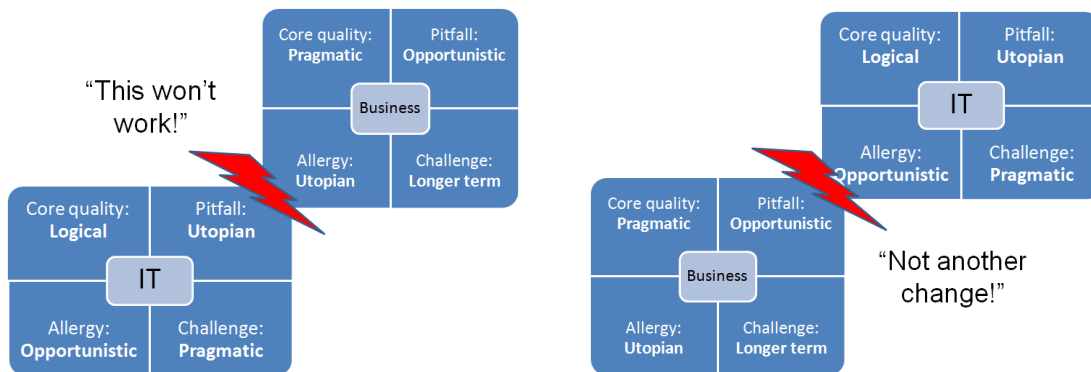 Core quality:
Pragmatic
Pitfall:
Opportunistic
Business
Allergy:
Utopian
Challenge:
Longer term
“This won’t
work!”
Core quality:
Logical
Pitfall:
Utopian
IT
Allergy:
Opportunistic
Challenge:
Pragmatic
Core quality:
Logical
Pitfall:
Utopian
IT
Allergy:
Opportunistic
Challenge:
Pragmatic
Core quality:
Pragmatic
Pitfall:
Opportunistic
Business
Allergy:
Utopian
Challenge:
Longer term
“Not another
change!”